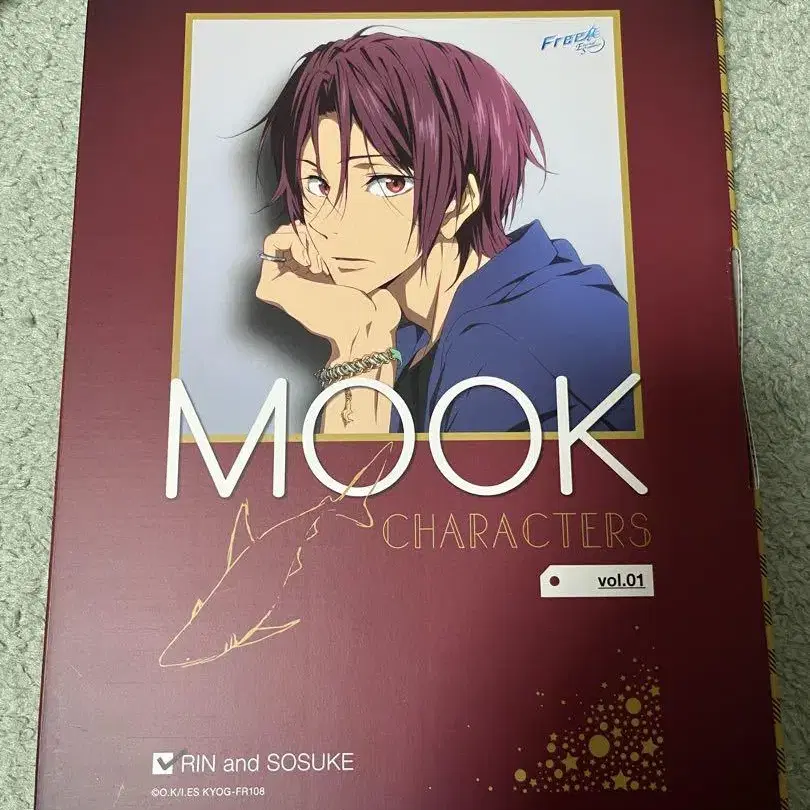 Free!
MOOK
CHARACTERS
vol.01
RIN and SOSUKE
©O.K/I.ES KYOG-FR108